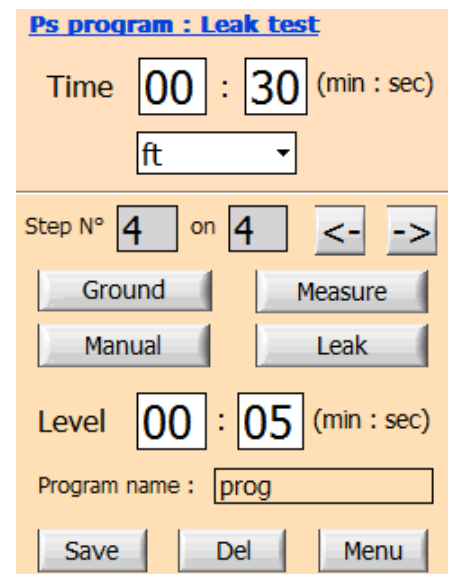 Ps program : Leak test
Time 00 : 30 (min : sec)
ft
Step N° 4 on 4 <- ->
Ground Measure
Manual Leak
Level 00 : 05 (min : sec)
Program name : prog
Save Del Menu